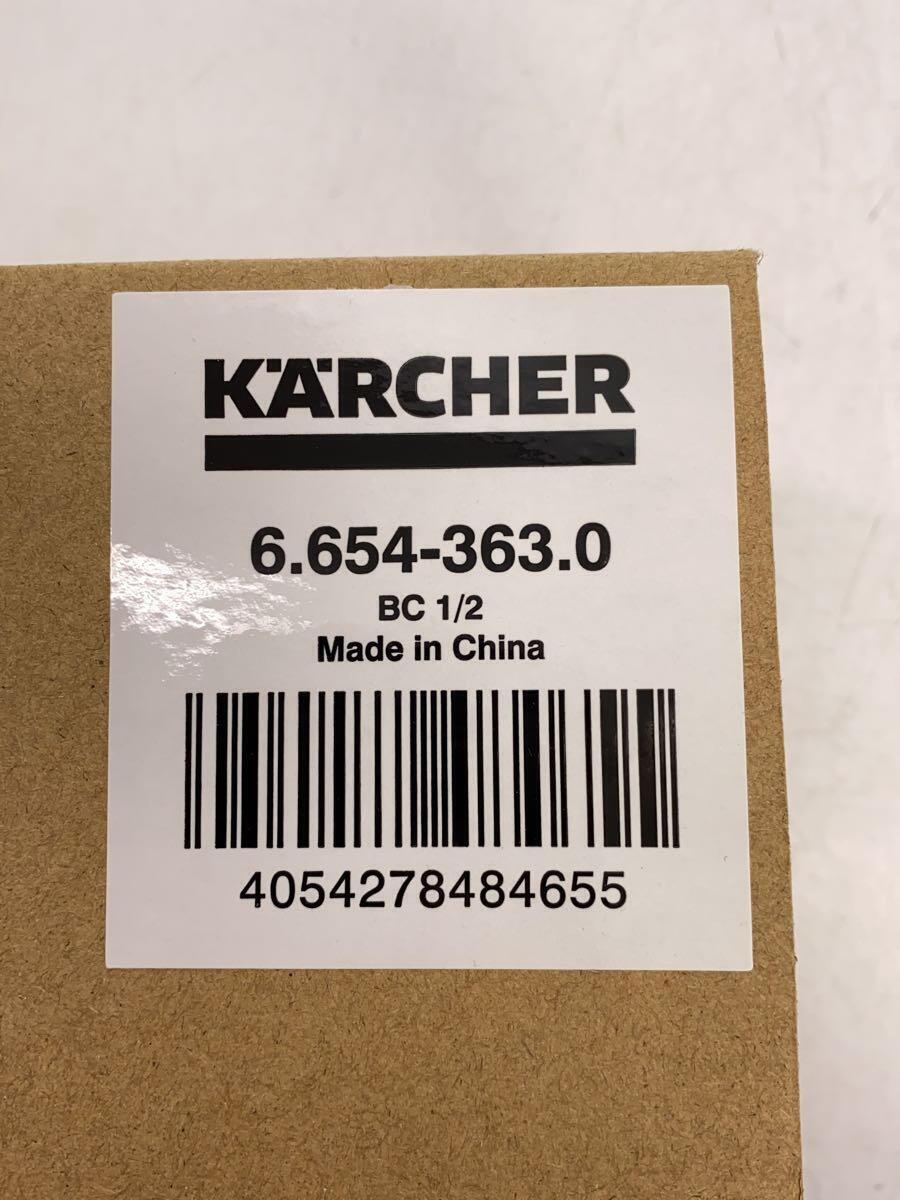 KÄRCHER
6.654-363.0
BC 1/2
Made in China
4054278484655